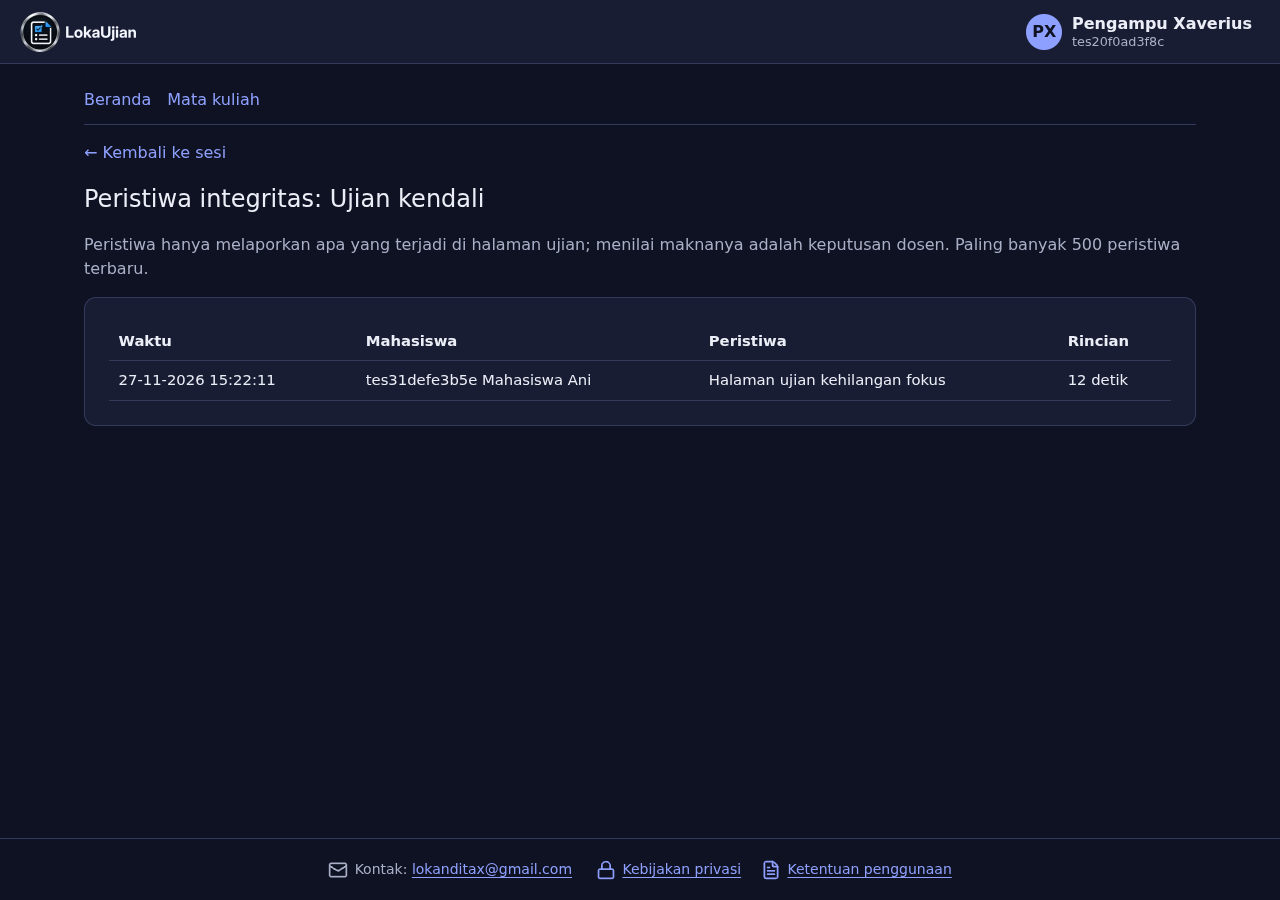 LokaUjian
PX
Pengampu Xaverius
tes20f0ad3f8c
Beranda Mata kuliah
← Kembali ke sesi
Peristiwa integritas: Ujian kendali
Peristiwa hanya melaporkan apa yang terjadi di halaman ujian; menilai maknanya adalah keputusan dosen. Paling banyak 500 peristiwa
terbaru.
Waktu Mahasiswa Peristiwa Rincian
27-11-2026 15:22:11 tes31defe3b5e Mahasiswa Ani Halaman ujian kehilangan fokus 12 detik
Kontak: lokanditax@gmail.com Kebijakan privasi Ketentuan penggunaan